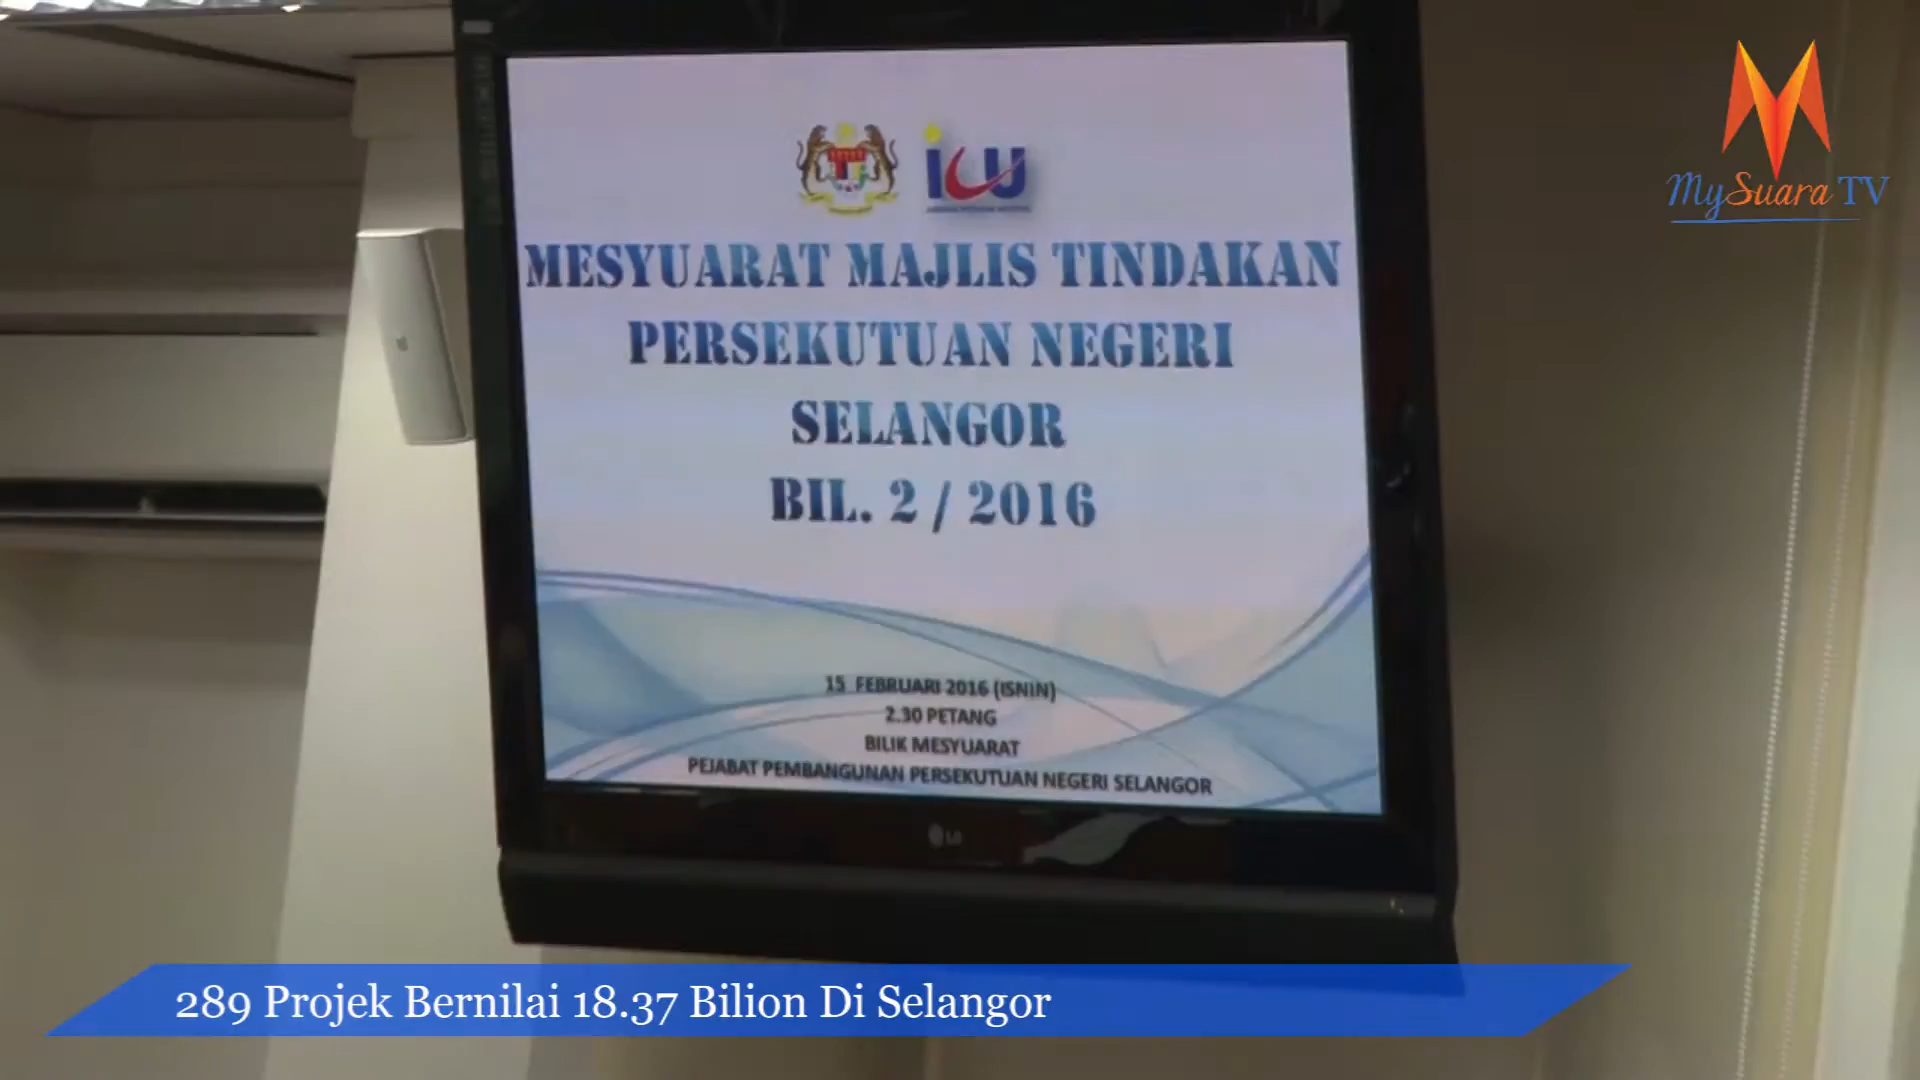 ICU
MESYUARAT MAJLIS TINDAKAN
PERSEKUTUAN NEGERI
SELANGOR
BIL. 2 / 2016
15 FEBRUARI 2016 (ISNIN)
2.30 PETANG
BILIK MESYUARAT
PEJABAT PEMBANGUNAN PERSEKUTUAN NEGERI SELANGOR
LG
MySuara TV
289 Projek Bernilai 18.37 Bilion Di Selangor